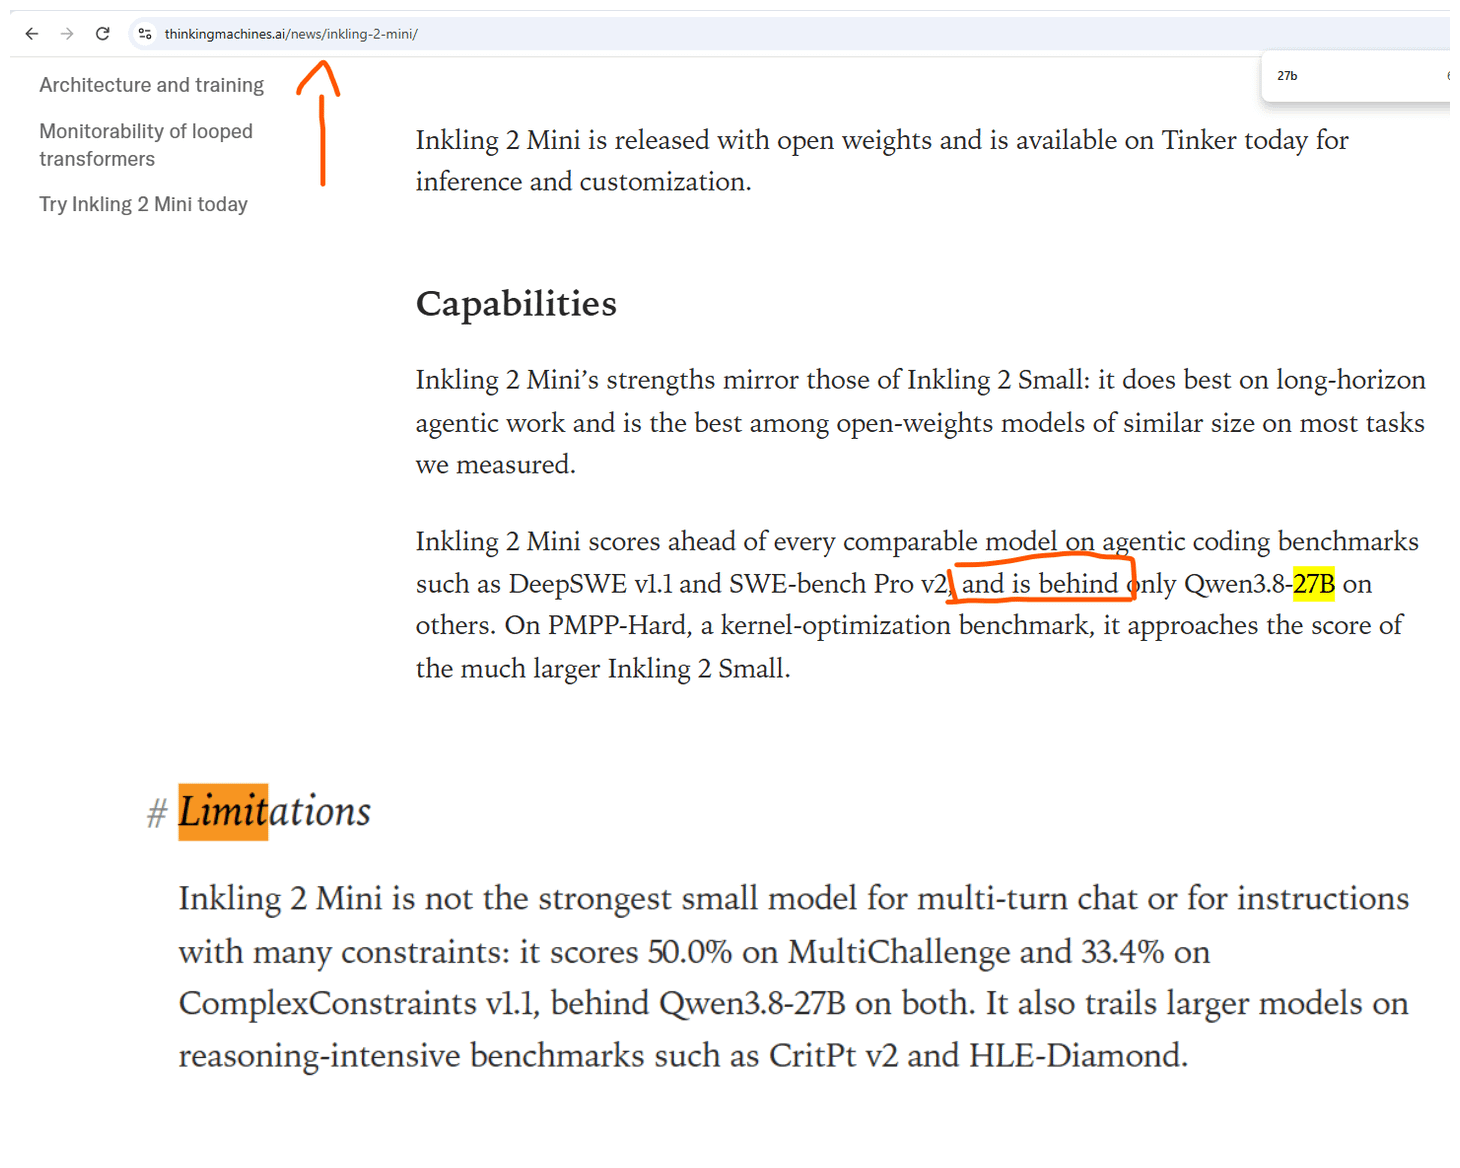 thinkingmachines.ai/news/inkling-2-mini/
27b
Architecture and training
Monitorability of looped
transformers
Try Inkling 2 Mini today
Inkling 2 Mini is released with open weights and is available on Tinker today for
inference and customization.
Capabilities
Inkling 2 Mini’s strengths mirror those of Inkling 2 Small: it does best on long-horizon
agentic work and is the best among open-weights models of similar size on most tasks
we measured.
Inkling 2 Mini scores ahead of every comparable model on agentic coding benchmarks
such as DeepSWE v1.1 and SWE-bench Pro v2, and is behind only Qwen3.8-27B on
others. On PMPP-Hard, a kernel-optimization benchmark, it approaches the score of
the much larger Inkling 2 Small.
# Limitations
Inkling 2 Mini is not the strongest small model for multi-turn chat or for instructions
with many constraints: it scores 50.0% on MultiChallenge and 33.4% on
ComplexConstraints v1.1, behind Qwen3.8-27B on both. It also trails larger models on
reasoning-intensive benchmarks such as CritPt v2 and HLE-Diamond.